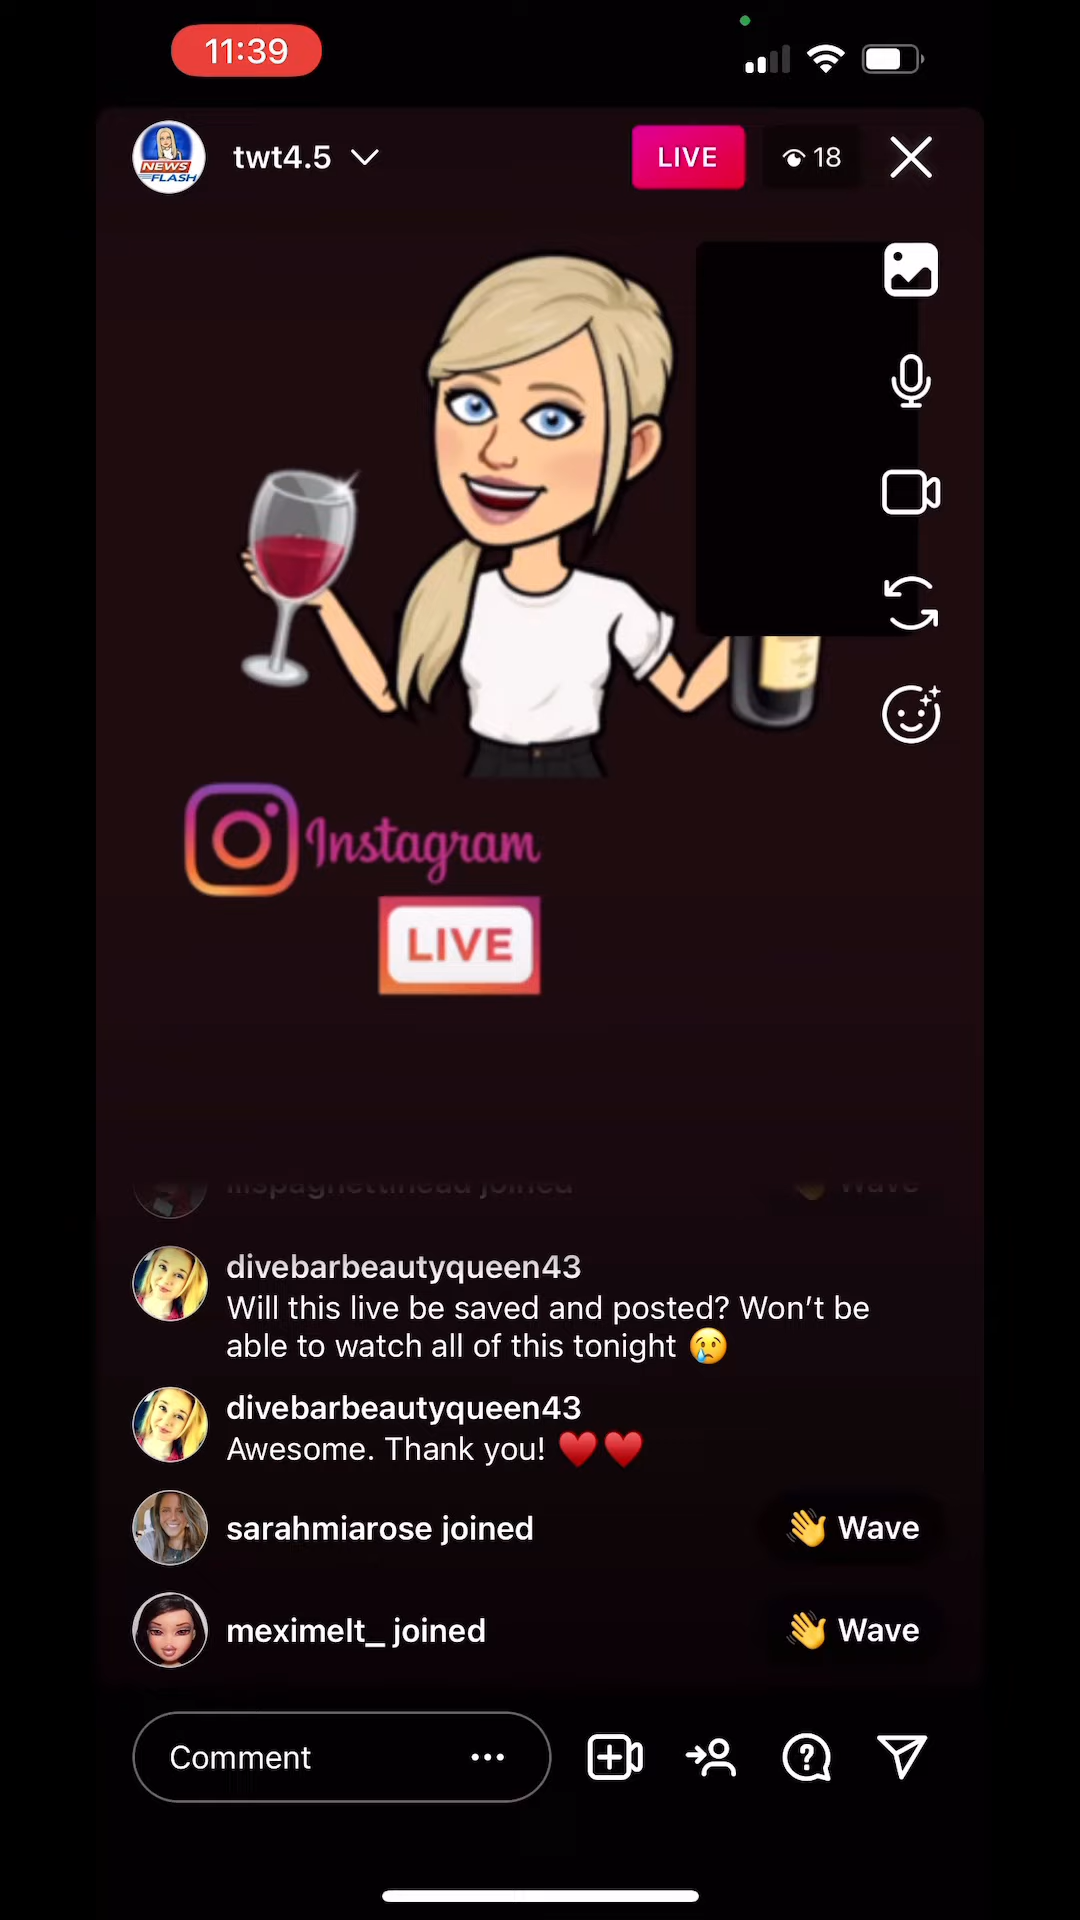 11:39
NEWS
FLASH
twt4.5
LIVE
18
Instagram
LIVE
joined
Wave
divebarbeautyqueen43
Will this live be saved and posted? Won’t be
able to watch all of this tonight 😢
divebarbeautyqueen43
Awesome. Thank you! ♥️♥️
sarahmiarose joined
👋 Wave
meximelt_ joined
👋 Wave
Comment